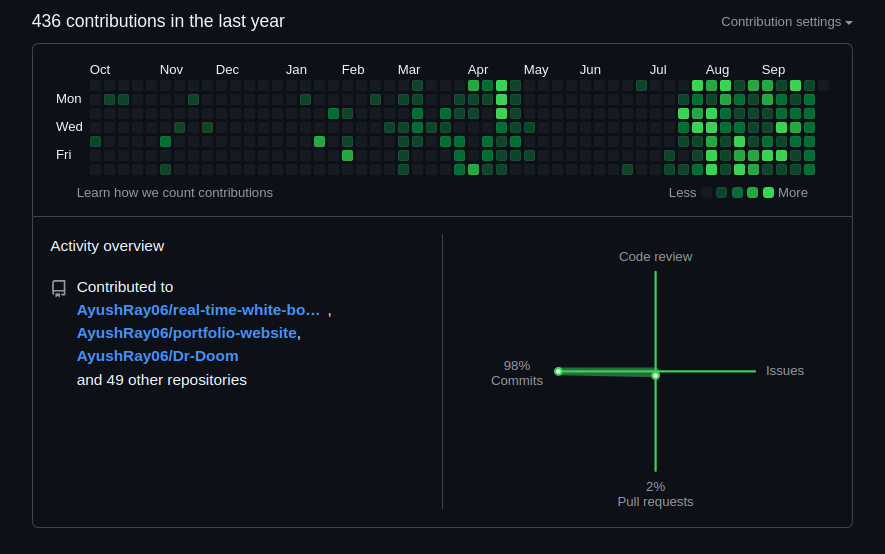 436 contributions in the last year
Contribution settings
Oct Nov Dec Jan Feb Mar Apr May Jun Jul Aug Sep
Mon
Wed
Fri
Learn how we count contributions
Less More
Activity overview
Contributed to
AyushRay06/real-time-white-bo… ,
AyushRay06/portfolio-website,
AyushRay06/Dr-Doom
and 49 other repositories
Code review
98%
Commits
Issues
2%
Pull requests